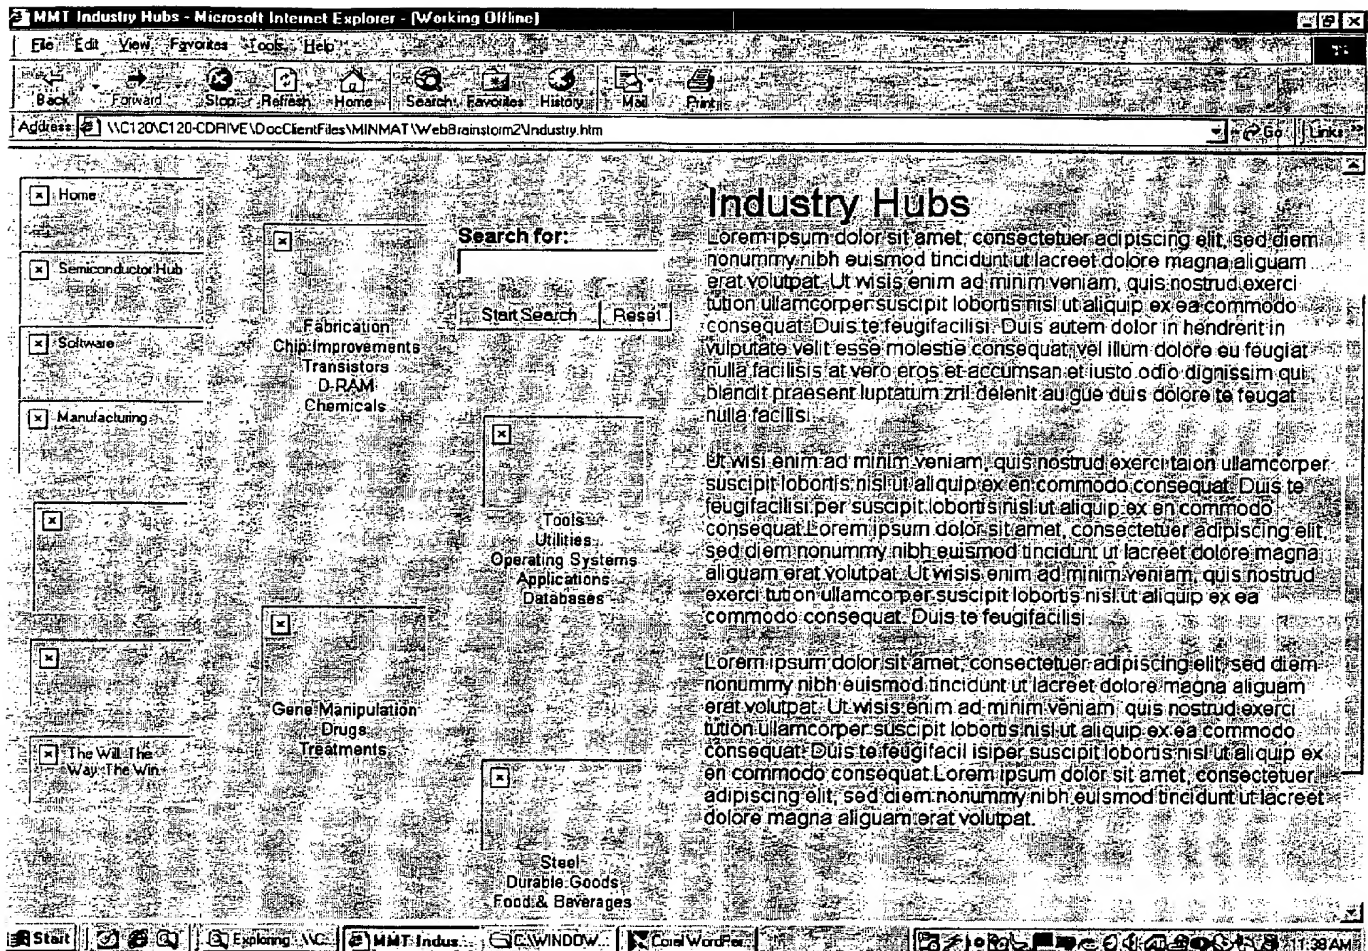 MMT Industry Hubs - Microsoft Internet Explorer - [Working Offline]
File Edit View Favorites Tools Help
Back Forward Stop Refresh Home Search Favorites History Mail Print
Address \\C120\C120-CDRIVE\DocClientFiles\MINMAT\WebBrainstorm2\Industry.htm Go Links
Home
Semiconductor Hub
Software
Manufacturing
The Will The
Way The Win
Fabrication
Chip Improvements
Transistors
D-RAM
Chemicals
Gene Manipulation
Drugs
Treatments
Search for:
Start Search Reset
Tools
Utilities
Operating Systems
Applications
Databases
Steel
Durable Goods
Food & Beverages
Industry Hubs
Lorem ipsum dolor sit amet, consectetuer adipiscing elit, sed diem
nonummy nibh euismod tincidunt ut lacreet dolore magna aliguam
erat volutpat. Ut wisis enim ad minim veniam, quis nostrud exerci
tution ullamcorper suscipit lobortis nisl ut aliquip ex ea commodo
consequat. Duis te feugifacilisi. Duis autem dolor in hendrerit in
vulputate velit esse molestie consequat, vel illum dolore eu feugiat
nulla facilisis at vero eros et accumsan et iusto odio dignissim qui
blandit praesent luptatum zril delenit au gue duis dolore te feugat
nulla facilisi.
Ut wisi enim ad minim veniam, quis nostrud exerci taion ullamcorper
suscipit lobortis nisl ut aliquip ex en commodo consequat. Duis te
feugifacilisi per suscipit lobortis nisl ut aliquip ex en commodo
consequat.Lorem ipsum dolor sit amet, consectetuer adipiscing elit,
sed diem nonummy nibh euismod tincidunt ut lacreet dolore magna
aliguam erat volutpat. Ut wisis enim ad minim veniam, quis nostrud
exerci tution ullamcorper suscipit lobortis nisl ut aliquip ex ea
commodo consequat. Duis te feugifacilisi.
Lorem ipsum dolor sit amet, consectetuer adipiscing elit, sed diem
nonummy nibh euismod tincidunt ut lacreet dolore magna aliguam
erat volutpat. Ut wisis enim ad minim veniam, quis nostrud exerci
tution ullamcorper suscipit lobortis nisl ut aliquip ex ea commodo
consequat. Duis te feugifacil isiper suscipit lobortis nisl ut aliquip ex
en commodo consequat.Lorem ipsum dolor sit amet, consectetuer
adipiscing elit, sed diem nonummy nibh euismod tincidunt ut lacreet
dolore magna aliguam erat volutpat.
Start Exploring MMT Indus... C:\WINDOW... Corel WordPer...